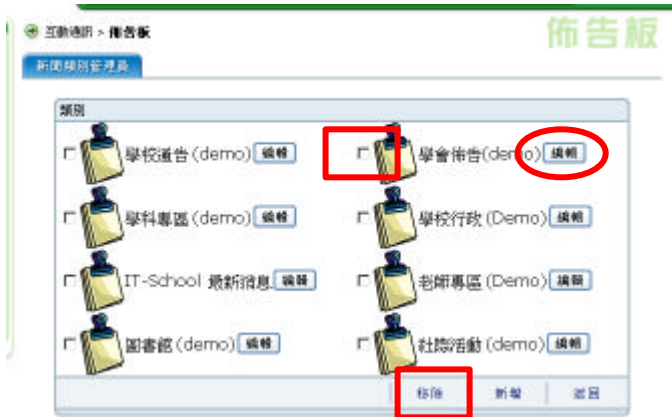 互動通訊 > 佈告板
佈告板
新聞類別管理員
類別
學校通告(demo) 編輯
學會佈告(demo) 編輯
學科專區(demo) 編輯
學校行政(Demo) 編輯
IT-School 最新消息 編輯
老師專區(Demo) 編輯
圖書館(demo) 編輯
社際活動(demo) 編輯
移除 新增 返回